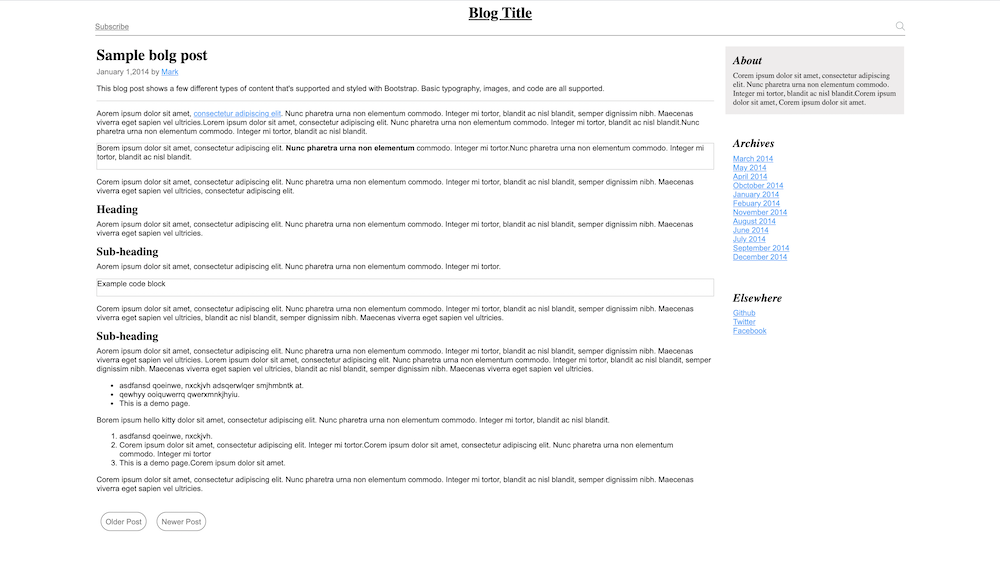 Blog Title
Subscribe
Sample bolg post
January 1,2014 by Mark
This blog post shows a few different types of content that's supported and styled with Bootstrap. Basic typography, images, and code are all supported.
Aorem ipsum dolor sit amet, consectetur adipiscing elit. Nunc pharetra urna non elementum commodo. Integer mi tortor, blandit ac nisl blandit, semper dignissim nibh. Maecenas
viverra eget sapien vel ultricies.Lorem ipsum dolor sit amet, consectetur adipiscing elit. Nunc pharetra urna non elementum commodo. Integer mi tortor, blandit ac nisl blandit.Nunc
pharetra urna non elementum commodo. Integer mi tortor, blandit ac nisl blandit.
Borem ipsum dolor sit amet, consectetur adipiscing elit. Nunc pharetra urna non elementum commodo. Integer mi tortor.Nunc pharetra urna non elementum commodo. Integer mi
tortor, blandit ac nisl blandit.
Corem ipsum dolor sit amet, consectetur adipiscing elit. Nunc pharetra urna non elementum commodo. Integer mi tortor, blandit ac nisl blandit, semper dignissim nibh. Maecenas
viverra eget sapien vel ultricies, consectetur adipiscing elit.
Heading
Aorem ipsum dolor sit amet, consectetur adipiscing elit. Nunc pharetra urna non elementum commodo. Integer mi tortor, blandit ac nisl blandit, semper dignissim nibh. Maecenas
viverra eget sapien vel ultricies.
Sub-heading
Aorem ipsum dolor sit amet, consectetur adipiscing elit. Nunc pharetra urna non elementum commodo. Integer mi tortor.
Example code block
Corem ipsum dolor sit amet, consectetur adipiscing elit. Nunc pharetra urna non elementum commodo. Integer mi tortor, blandit ac nisl blandit, semper dignissim nibh. Maecenas
viverra eget sapien vel ultricies, blandit ac nisl blandit, semper dignissim nibh. Maecenas viverra eget sapien vel ultricies.
Sub-heading
Aorem ipsum dolor sit amet, consectetur adipiscing elit. Nunc pharetra urna non elementum commodo. Integer mi tortor, blandit ac nisl blandit, semper dignissim nibh. Maecenas
viverra eget sapien vel ultricies. Lorem ipsum dolor sit amet, consectetur adipiscing elit. Nunc pharetra urna non elementum commodo. Integer mi tortor, blandit ac nisl blandit, semper
dignissim nibh. Maecenas viverra eget sapien vel ultricies, blandit ac nisl blandit, semper dignissim nibh. Maecenas viverra eget sapien vel ultricies.
• asdfansd qoeinwe, nxckjvh adsqerwlqer smjhmbntk at.
• qewhyy ooiquwerrq qwerxmnkjhyiu.
• This is a demo page.
Borem ipsum hello kitty dolor sit amet, consectetur adipiscing elit. Nunc pharetra urna non elementum commodo. Integer mi tortor, blandit ac nisl blandit.
1. asdfansd qoeinwe, nxckjvh.
2. Corem ipsum dolor sit amet, consectetur adipiscing elit. Integer mi tortor.Corem ipsum dolor sit amet, consectetur adipiscing elit. Nunc pharetra urna non elementum
commodo. Integer mi tortor
3. This is a demo page.Corem ipsum dolor sit amet.
Corem ipsum dolor sit amet, consectetur adipiscing elit. Nunc pharetra urna non elementum commodo. Integer mi tortor, blandit ac nisl blandit, semper dignissim nibh. Maecenas
viverra eget sapien vel ultricies.
Older Post
Newer Post
About
Corem ipsum dolor sit amet, consectetur adipiscing
elit. Nunc pharetra urna non elementum commodo.
Integer mi tortor, blandit ac nisl blandit.Corem ipsum
dolor sit amet, Corem ipsum dolor sit amet.
Archives
March 2014
May 2014
April 2014
Obctober 2014
January 2014
Febuary 2014
November 2014
August 2014
June 2014
July 2014
September 2014
December 2014
Elsewhere
Github
Twitter
Facebook